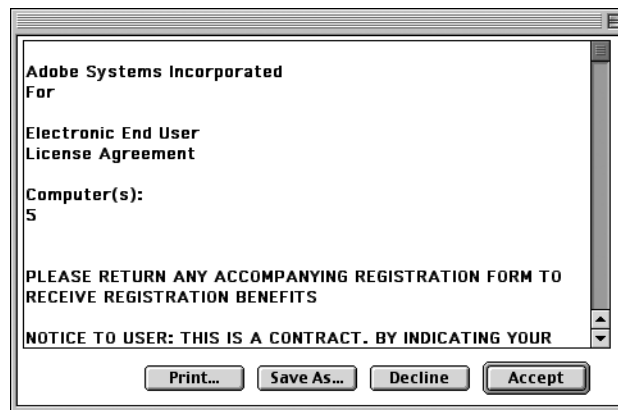 Adobe Systems Incorporated
For
Electronic End User
License Agreement
Computer(s):
5
PLEASE RETURN ANY ACCOMPANYING REGISTRATION FORM TO
RECEIVE REGISTRATION BENEFITS
NOTICE TO USER: THIS IS A CONTRACT. BY INDICATING YOUR
Print... Save As... Decline Accept